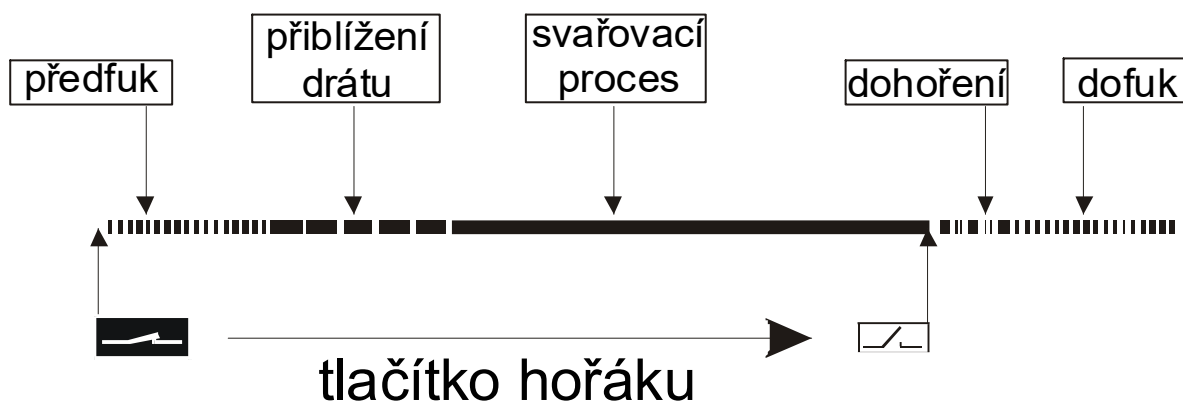 předfuk
přiblížení
drátu
svařovací
proces
dohoření
dofuk
tlačítko hořáku